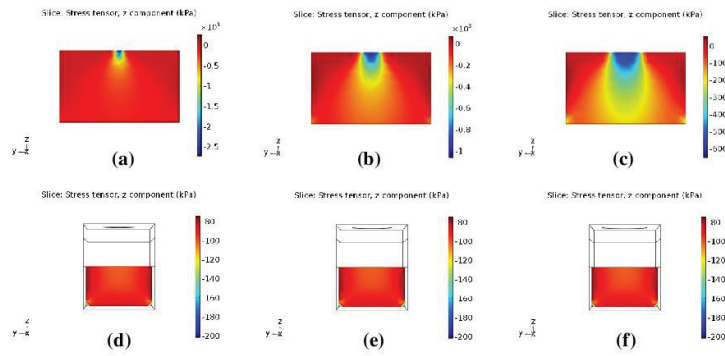 Slice: Stress tensor, z component (kPa)
Slice: Stress tensor, z component (kPa)
Slice: Stress tensor, z component (kPa)
×10³
0
-0.5
-1
-1.5
-2
-2.5
×10³
0
-0.2
-0.4
-0.6
-0.8
-1
0
-100
-200
-300
-400
-500
-600
z
y x
(a)
z
y x
(b)
z
y x
(c)
Slice: Stress tensor, z component (kPa)
Slice: Stress tensor, z component (kPa)
Slice: Stress tensor, z component (kPa)
-80
-100
-120
-140
-160
-180
-200
-80
-100
-120
-140
-160
-180
-200
-80
-100
-120
-140
-160
-180
-200
z
y x
(d)
z
y x
(e)
z
y x
(f)